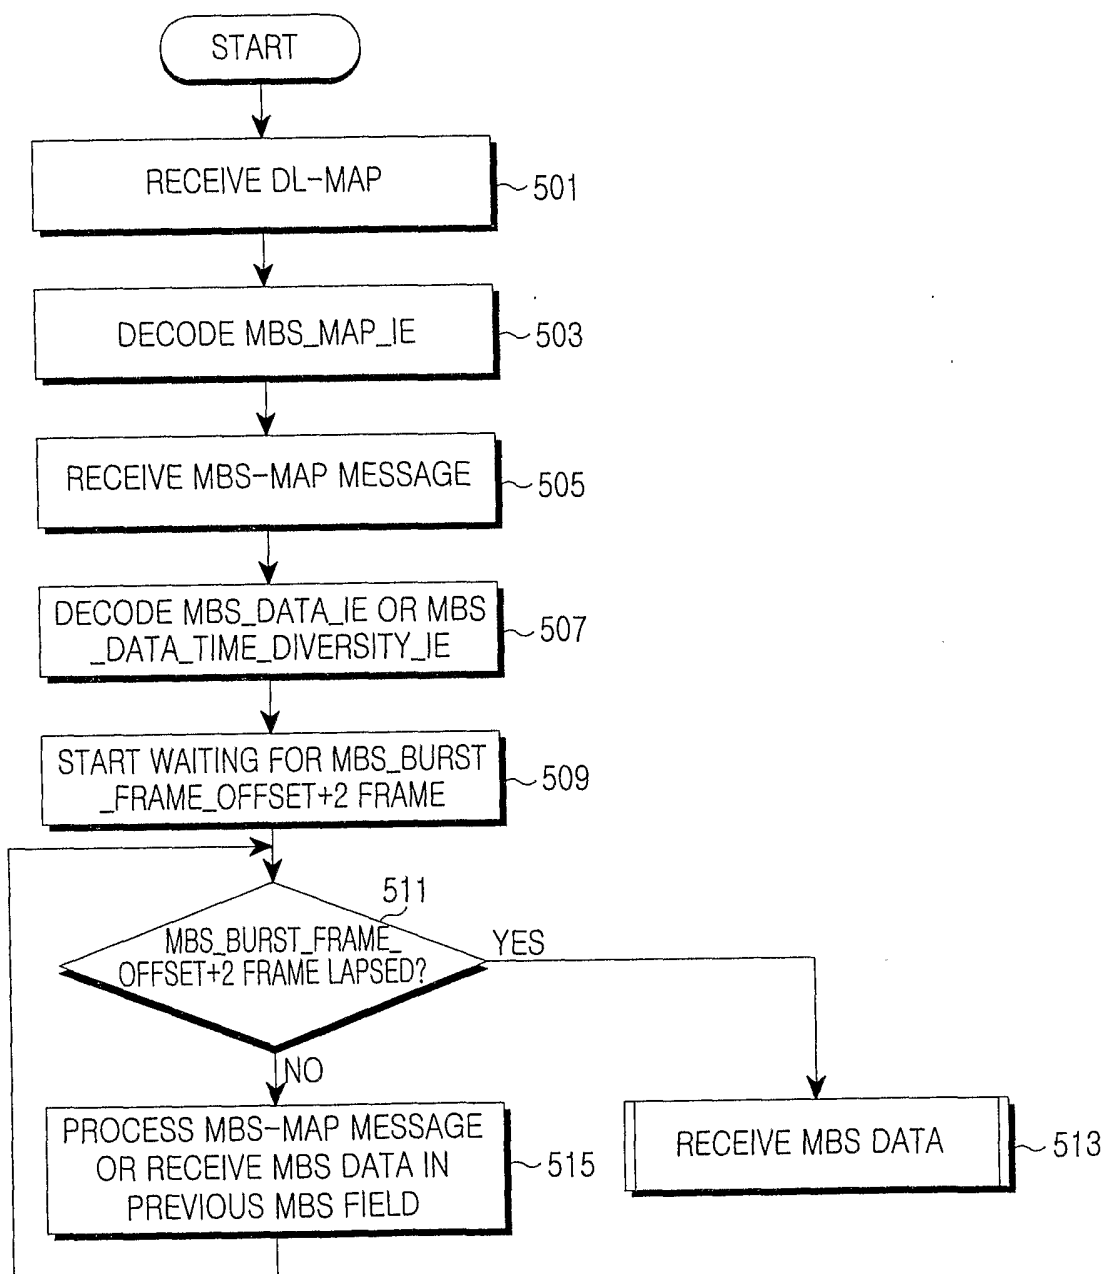 START
RECEIVE DL-MAP
501
DECODE MBS_MAP_IE
503
RECEIVE MBS-MAP MESSAGE
505
DECODE MBS_DATA_IE OR MBS
_DATA_TIME_DIVERSITY_IE
507
START WAITING FOR MBS_BURST
_FRAME_OFFSET+2 FRAME
509
511
MBS_BURST_FRAME_
OFFSET+2 FRAME LAPSED?
YES
NO
PROCESS MBS-MAP MESSAGE
OR RECEIVE MBS DATA IN
PREVIOUS MBS FIELD
515
RECEIVE MBS DATA
513